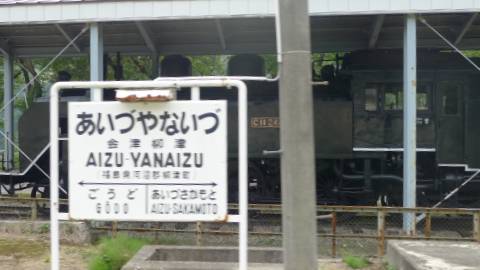 あいづやないづ
会津柳津
AIZU-YANAIZU
(福島県河沼郡柳津町)
ごうど あいづさかもと
GŌDO AIZU-SAKAMOTO